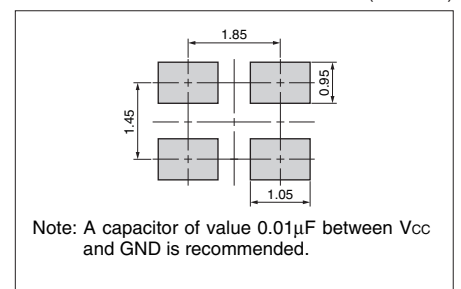 1.85
0.95
1.45
1.05
Note: A capacitor of value 0.01μF between Vcc
and GND is recommended.